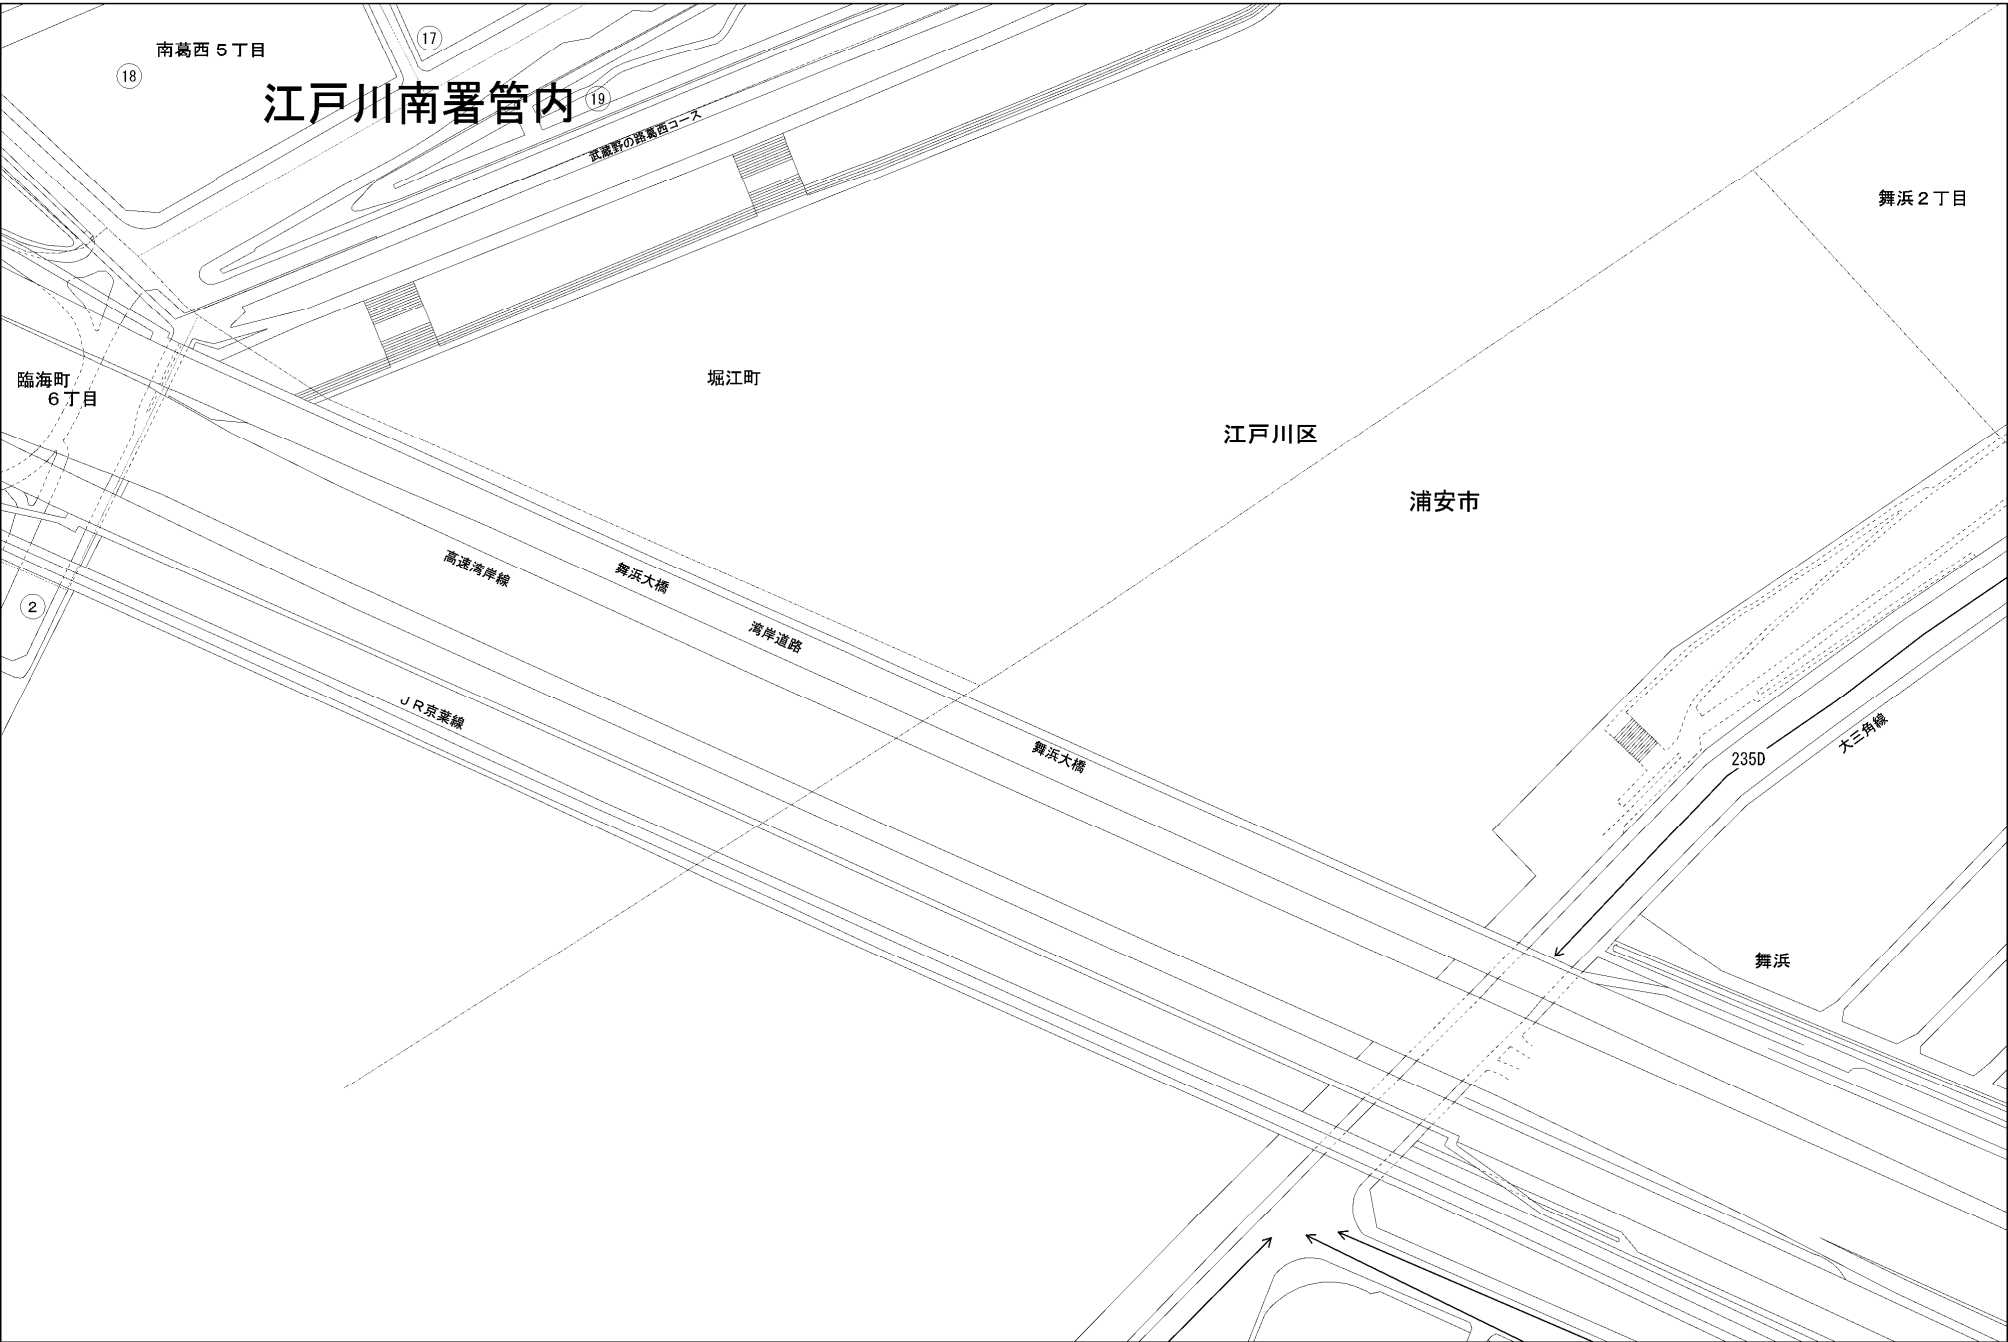 17
南葛西５丁目
18
江戸川南署管内
19
武蔵野の路葛西コース
舞浜２丁目
臨海町
６丁目
堀江町
江戸川区
浦安市
高速湾岸線
舞浜大橋
2
湾岸道路
ＪＲ京葉線
大三角線
舞浜大橋
235D
舞浜